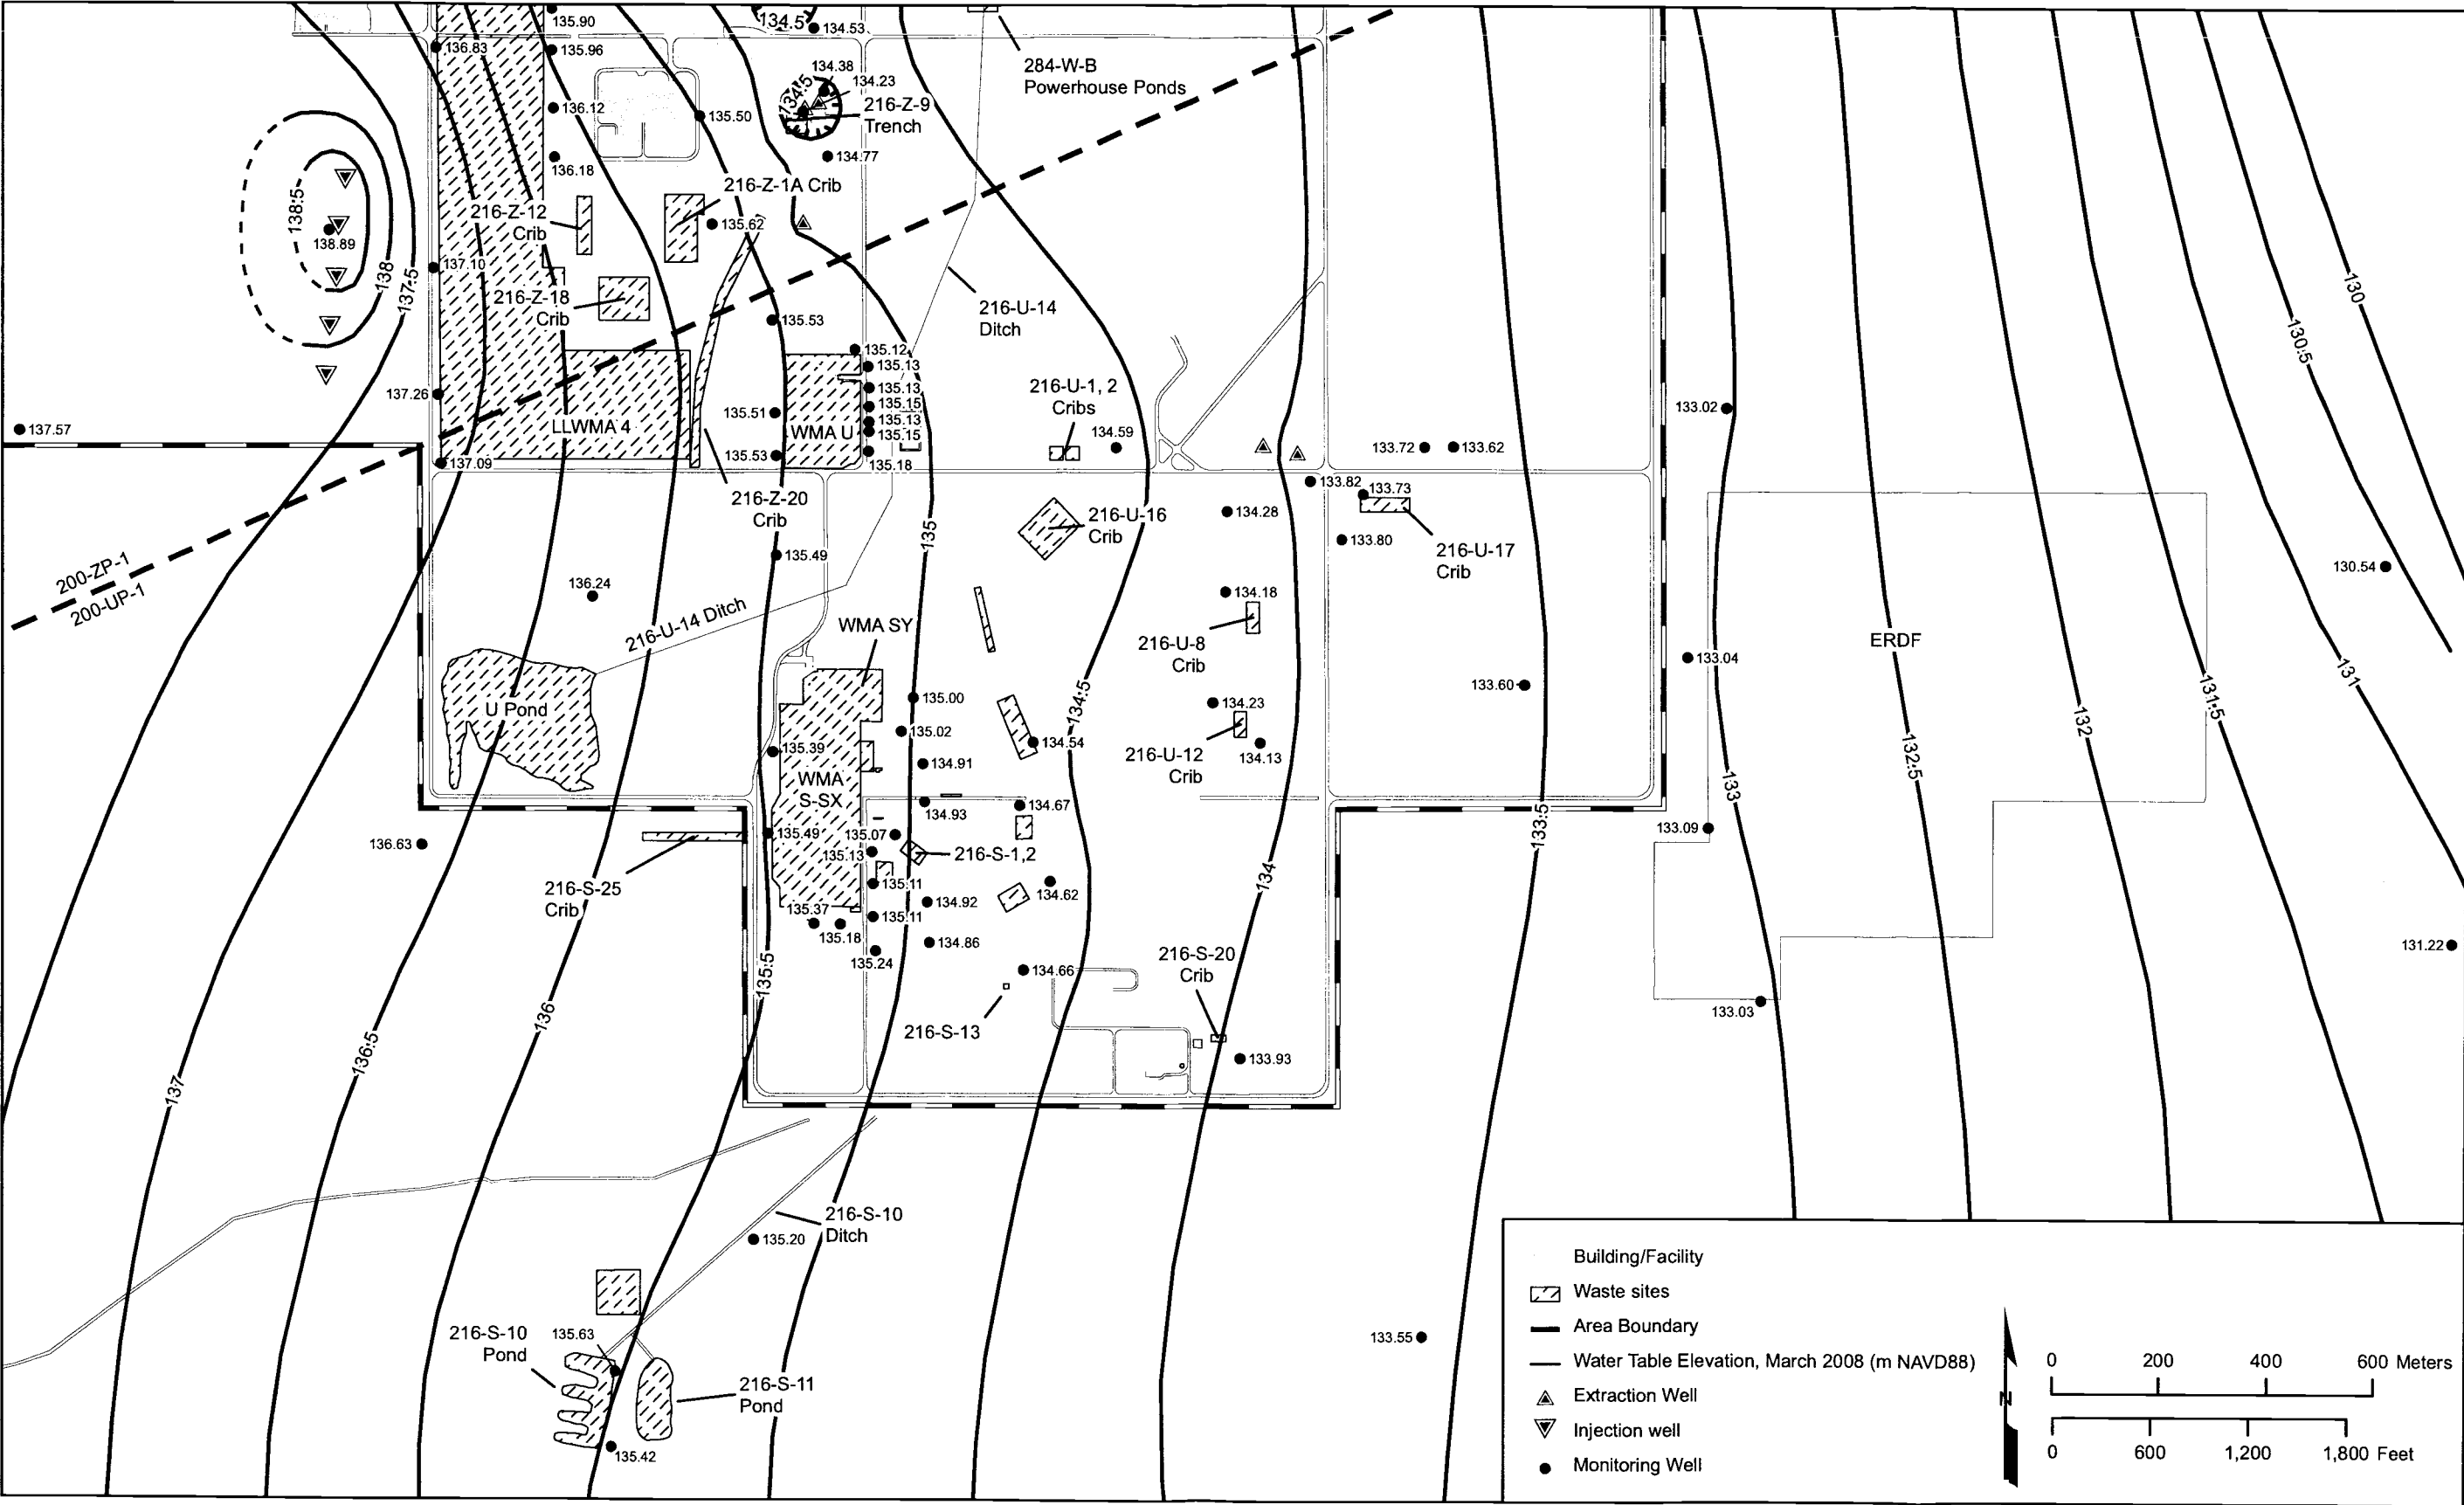 135.90
134.5
134.53
136.83
135.96
134.38
134.23
284-W-B
Powerhouse Ponds
134.5
216-Z-9
Trench
136.12
135.50
134.77
136.18
216-Z-1A Crib
216-Z-12
Crib
135.62
138.5
138.89
137.10
138
137.5
216-Z-18
Crib
216-U-14
Ditch
130
130.5
135.53
135.12
135.13
135.13
135.15
135.13
135.15
135.18
137.26
135.51
216-U-1, 2
Cribs
133.02
137.57
LLWMA 4
WMA U
134.59
133.72
133.62
137.09
135.53
216-Z-20
Crib
133.82
133.73
134.28
216-U-16
Crib
135
133.80
216-U-17
Crib
135.49
200-ZP-1
200-UP-1
136.24
130.54
134.18
216-U-14 Ditch
WMA SY
216-U-8
Crib
ERDF
133.04
131
U Pond
135.00
134.5
133.60
131.5
132
134.23
135.02
135.39
134.54
216-U-12
Crib
134.13
132.5
134.91
WMA
S-SX
133
134.93
134.67
133.5
136.63
135.49
135.07
133.09
135.13
216-S-1,2
216-S-25
Crib
135.11
134.62
134
135.37
134.92
135.11
135.18
134.86
131.22
135.24
135.5
134.66
216-S-20
Crib
136
133.03
136.5
216-S-13
133.93
137
216-S-10
Ditch
135.20
216-S-10
Pond
135.63
133.55
216-S-11
Pond
135.42
Building/Facility
Waste sites
Area Boundary
Water Table Elevation, March 2008 (m NAVD88)
Extraction Well
Injection well
Monitoring Well
N
0 200 400 600 Meters
0 600 1,200 1,800 Feet